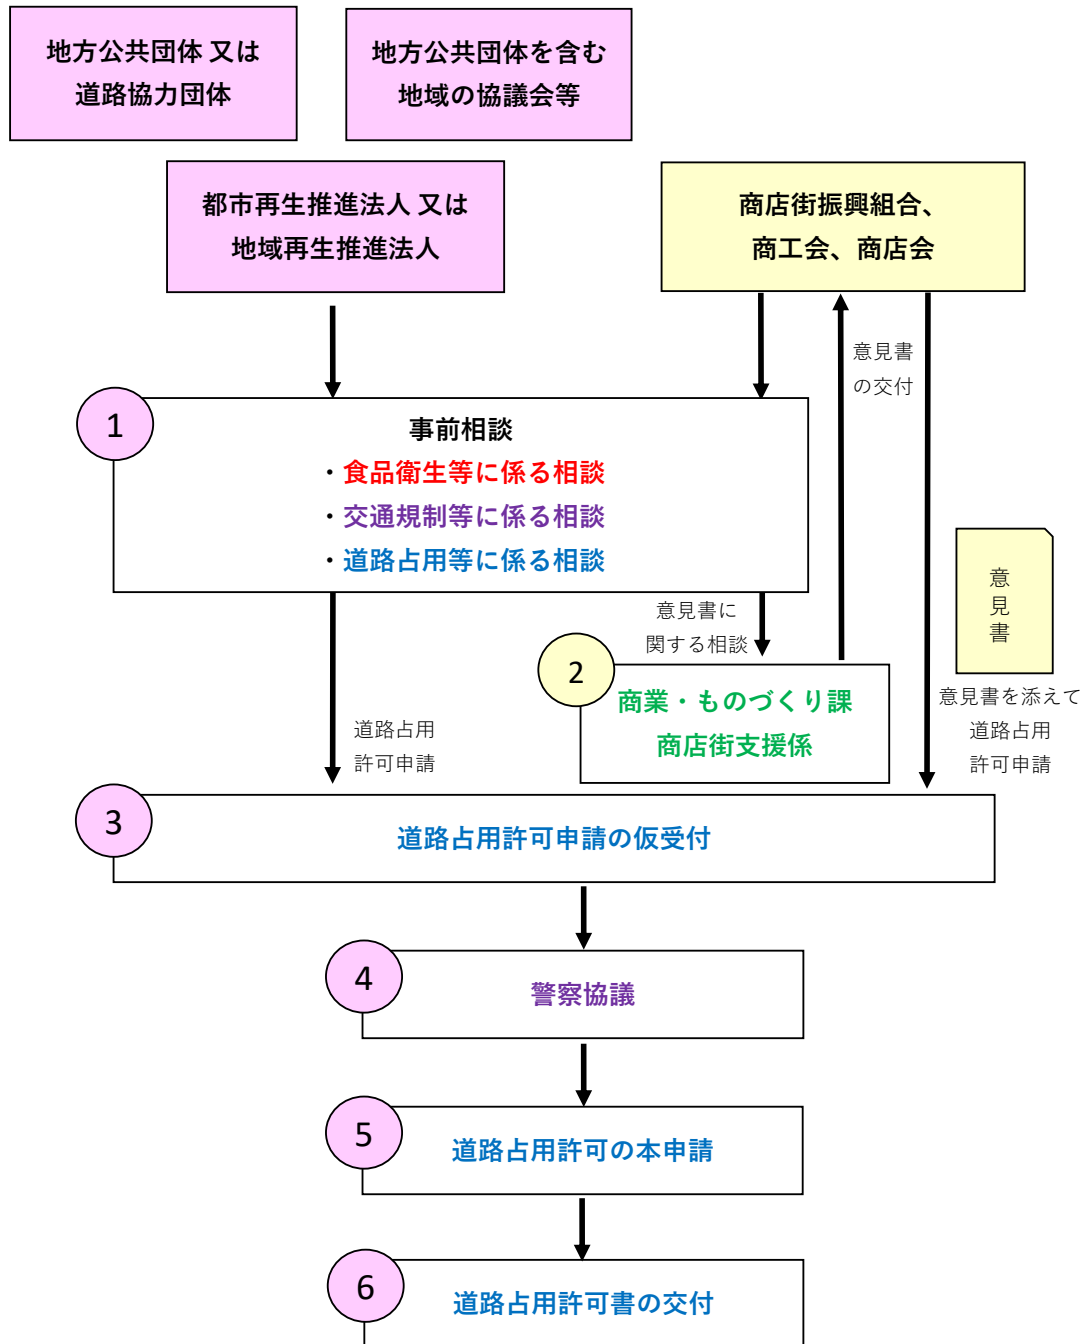 地方公共団体 又は
道路協力団体
地方公共団体を含む
地域の協議会等
都市再生推進法人 又は
地域再生推進法人
商店街振興組合、
商工会、商店会
意見書
の交付
1
事前相談
・食品衛生等に係る相談
・交通規制等に係る相談
・道路占用等に係る相談
意見書
意見書に
関する相談
2
商業・ものづくり課
商店街支援係
意見書を添えて
道路占用
許可申請
道路占用
許可申請
3
道路占用許可申請の仮受付
4
警察協議
5
道路占用許可の本申請
6
道路占用許可書の交付